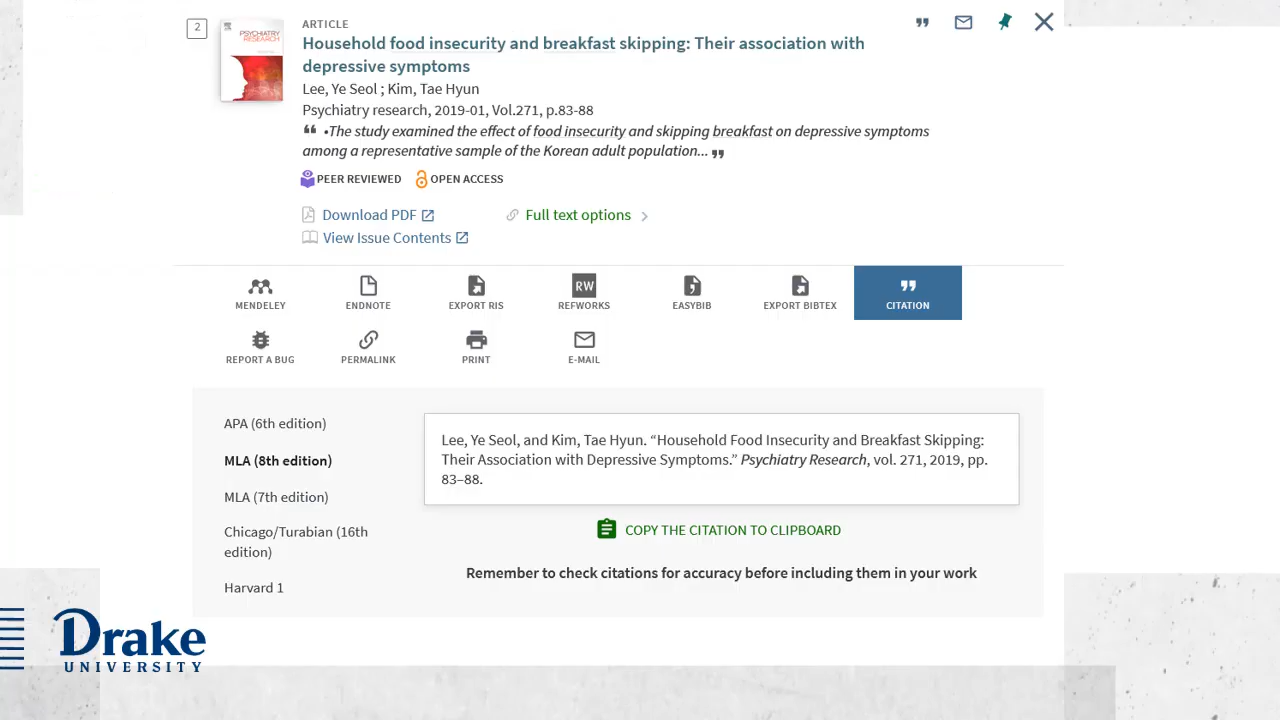 2
PSYCHIATRY
RESEARCH
ARTICLE
Household food insecurity and breakfast skipping: Their association with
depressive symptoms
Lee, Ye Seol ; Kim, Tae Hyun
Psychiatry research, 2019-01, Vol.271, p.83-88
❝ •The study examined the effect of food insecurity and skipping breakfast on depressive symptoms
among a representative sample of the Korean adult population... ❞
PEER REVIEWED OPEN ACCESS
Download PDF Full text options
View Issue Contents
MENDELEY ENDNOTE EXPORT RIS RW REFWORKS EASYBIB EXPORT BIBTEX CITATION
REPORT A BUG PERMALINK PRINT E-MAIL
APA (6th edition)
MLA (8th edition)
MLA (7th edition)
Chicago/Turabian (16th
edition)
Harvard 1
Lee, Ye Seol, and Kim, Tae Hyun. “Household Food Insecurity and Breakfast Skipping:
Their Association with Depressive Symptoms.” Psychiatry Research, vol. 271, 2019, pp.
83–88.
COPY THE CITATION TO CLIPBOARD
Remember to check citations for accuracy before including them in your work
Drake
UNIVERSITY